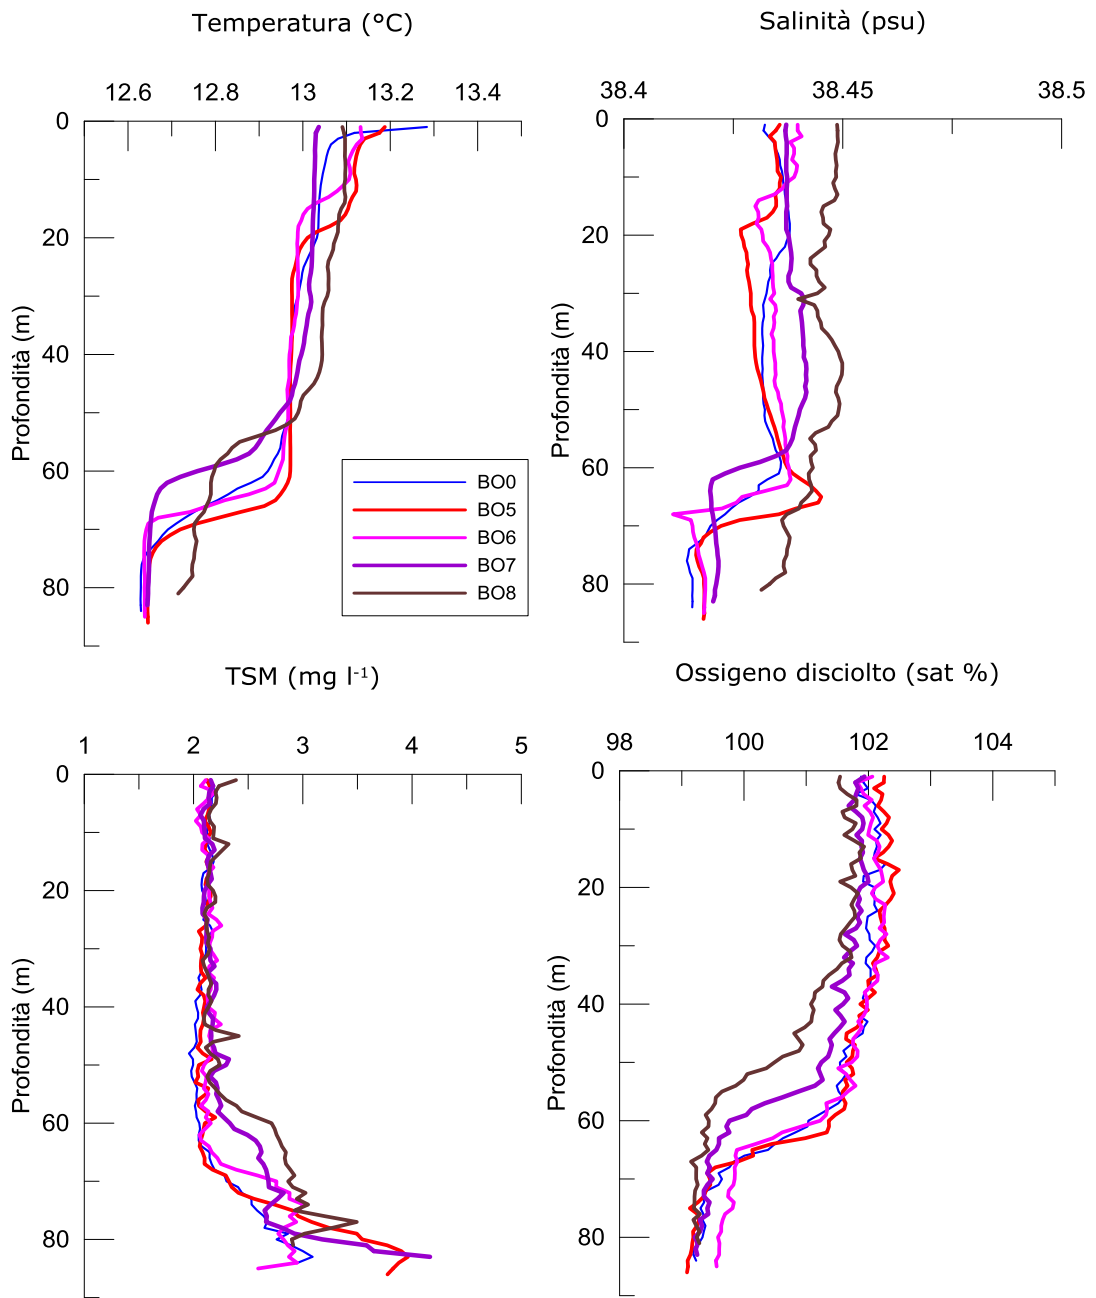 Temperatura (°C)
12.6 12.8 13 13.2 13.4
0
20
40
60
80
Profondità (m)
BO0
BO5
BO6
BO7
BO8
Salinità (psu)
38.4 38.45 38.5
0
20
40
60
80
Profondità (m)
TSM (mg l⁻¹)
1 2 3 4 5
0
20
40
60
80
Profondità (m)
Ossigeno disciolto (sat %)
98 100 102 104
0
20
40
60
80
Profondità (m)